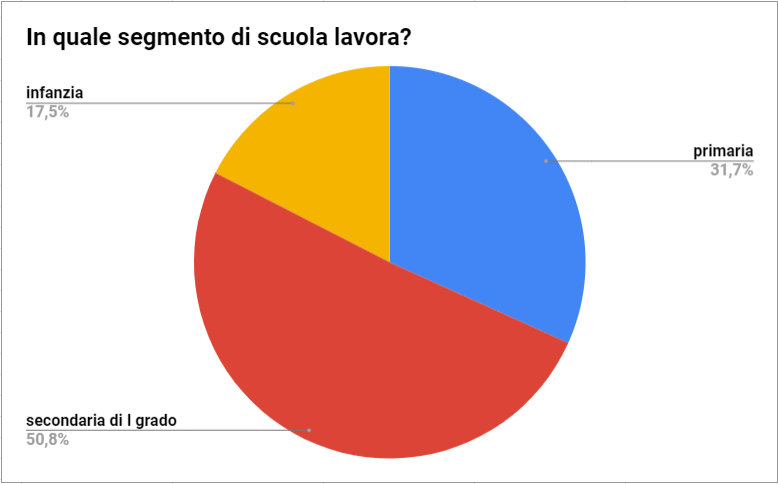 In quale segmento di scuola lavora?
infanzia
17,5%
primaria
31,7%
secondaria di I grado
50,8%